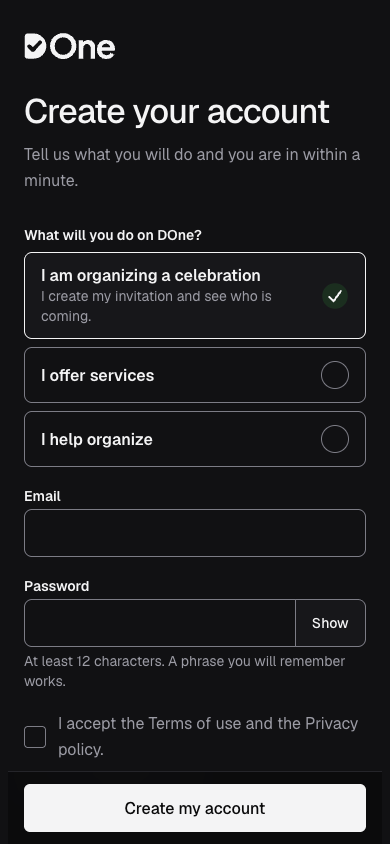 DOne
Create your account
Tell us what you will do and you are in within a
minute.
What will you do on DOne?
I am organizing a celebration
I create my invitation and see who is
coming.
I offer services
I help organize
Email
Password
Show
At least 12 characters. A phrase you will remember
works.
I accept the Terms of use and the Privacy
policy.
Create my account